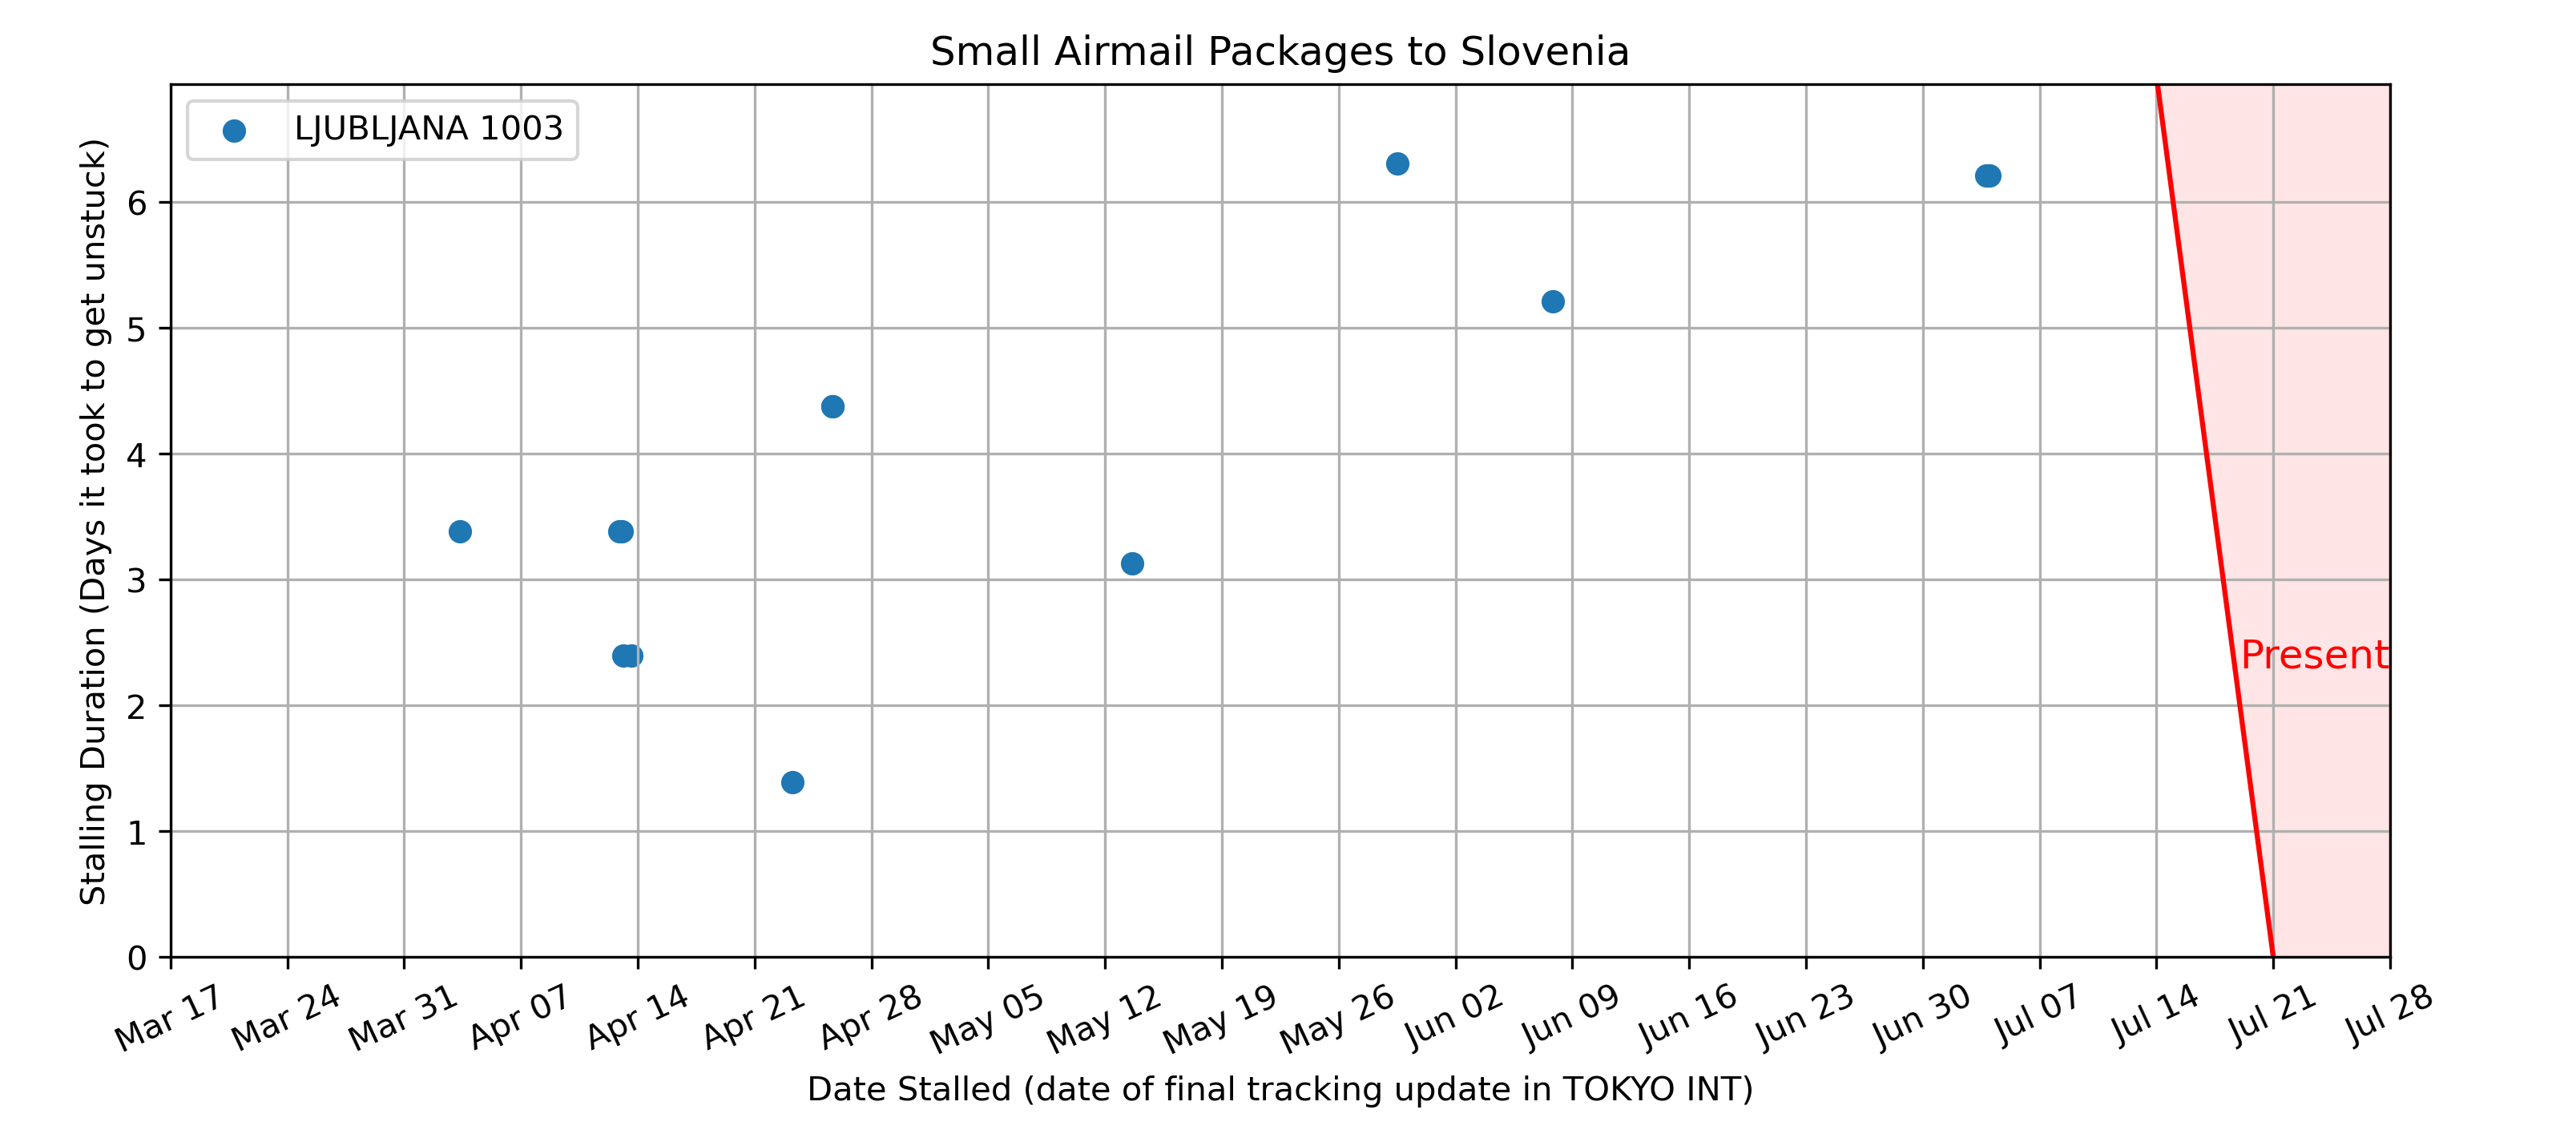 Small Airmail Packages to Slovenia
LJUBLJANA 1003
Stalling Duration (Days it took to get unstuck)
6
5
4
3
2
1
0
Present
Mar 17
Mar 24
Mar 31
Apr 07
Apr 14
Apr 21
Apr 28
May 05
May 12
May 19
May 26
Jun 02
Jun 09
Jun 16
Jun 23
Jun 30
Jul 07
Jul 14
Jul 21
Jul 28
Date Stalled (date of final tracking update in TOKYO INT)